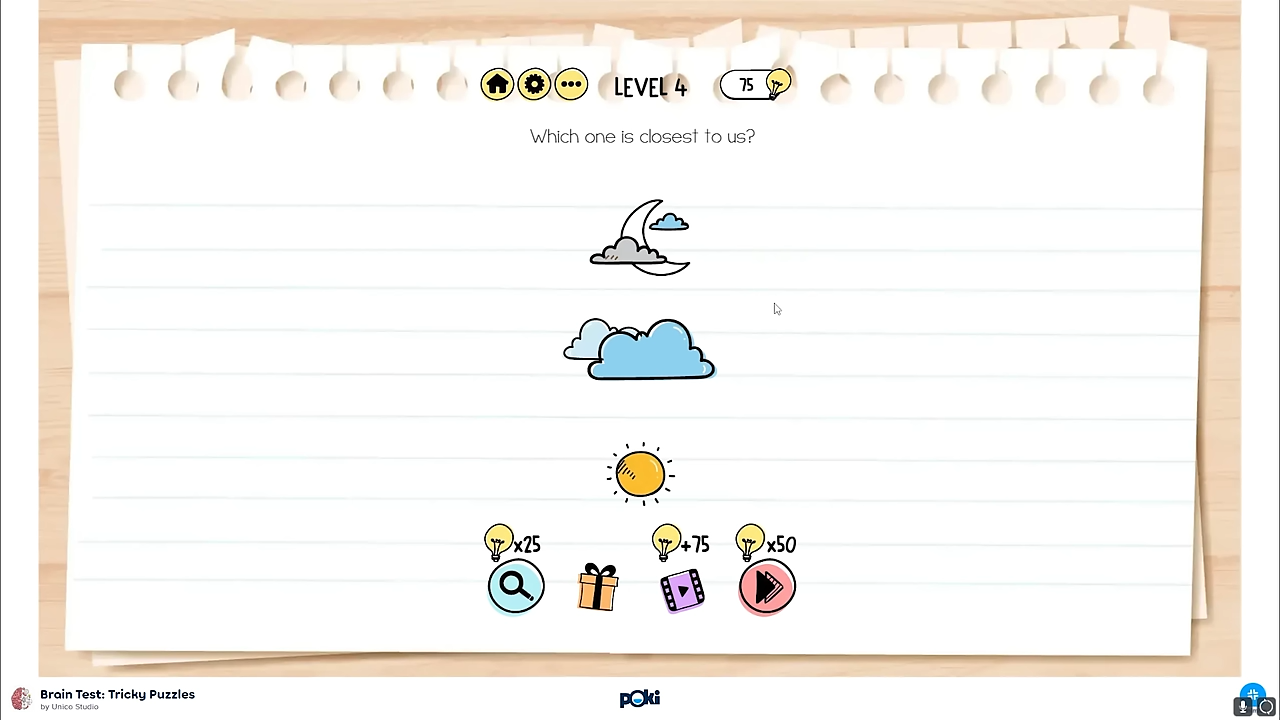 LEVEL 4
75
Which one is closest to us?
x25
+75
x50
Brain Test: Tricky Puzzles
by Unico Studio
poki